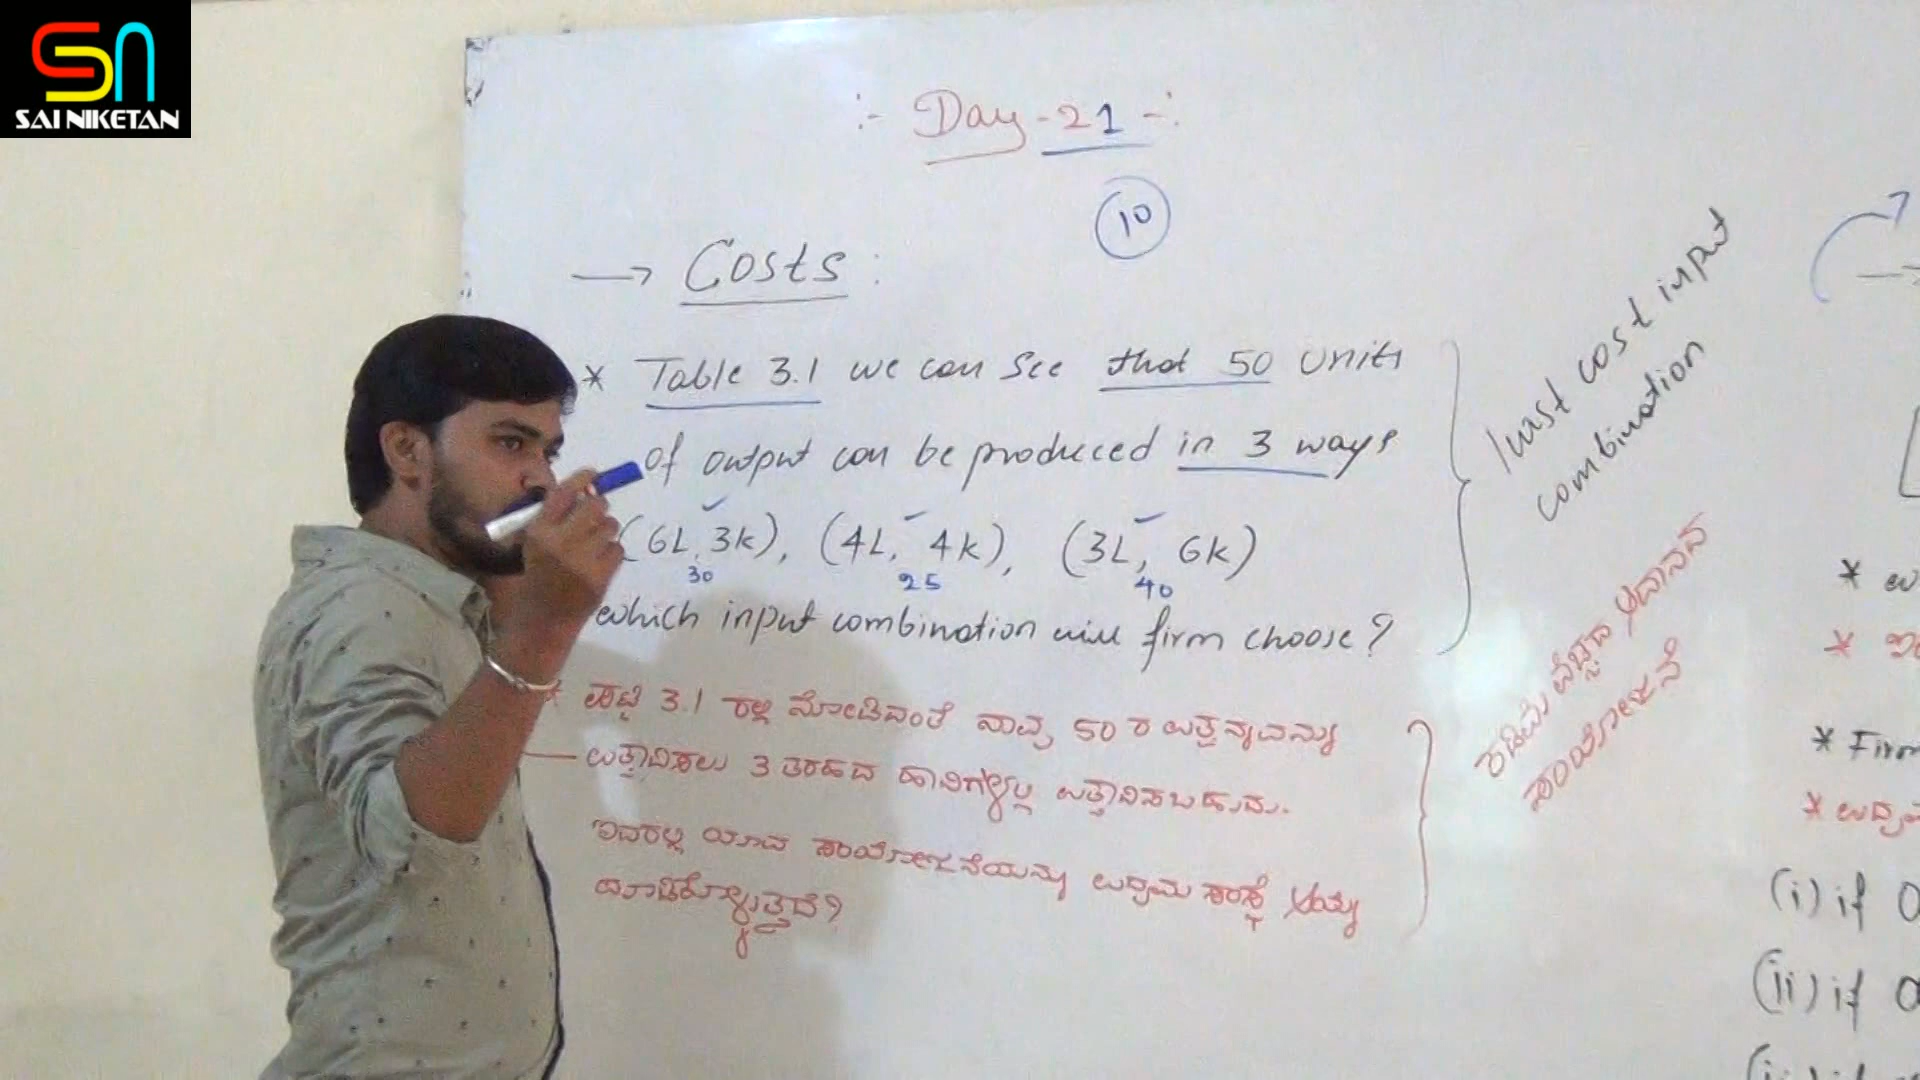 SN
SAI NIKETAN
:- Day-21 -:
10
→ Costs :
* Table 3.1 we can see that 50 units
of output can be produced in 3 ways
(6L, 3K), (4L, 4K), (3L, 6K)
30 25 40
which input combination will firm choose?
least cost input
combination
ಪಟ್ಟಿ 3.1 ರಲ್ಲಿ ನೋಡಿದಂತೆ ನಾವು 50 ರ ಉತ್ಪನ್ನವನ್ನು
ಉತ್ಪಾದಿಸಲು 3 ತರಹದ ಹಾದಿಗಳಲ್ಲಿ ಉತ್ಪಾದಿಸಬಹುದು.
ಇದರಲ್ಲಿ ಯಾವ ಸಂಯೋಜನೆಯನ್ನು ಉದ್ಯಮ ಸಂಸ್ಥೆ ಆಯ್ಕೆ
ಮಾಡಿಕೊಳ್ಳುತ್ತದೆ?
ಕಡಿಮೆ ವೆಚ್ಚದ ಆದಾನದ
ಸಂಯೋಜನೆ
* Firm
(i) if
(ii) if